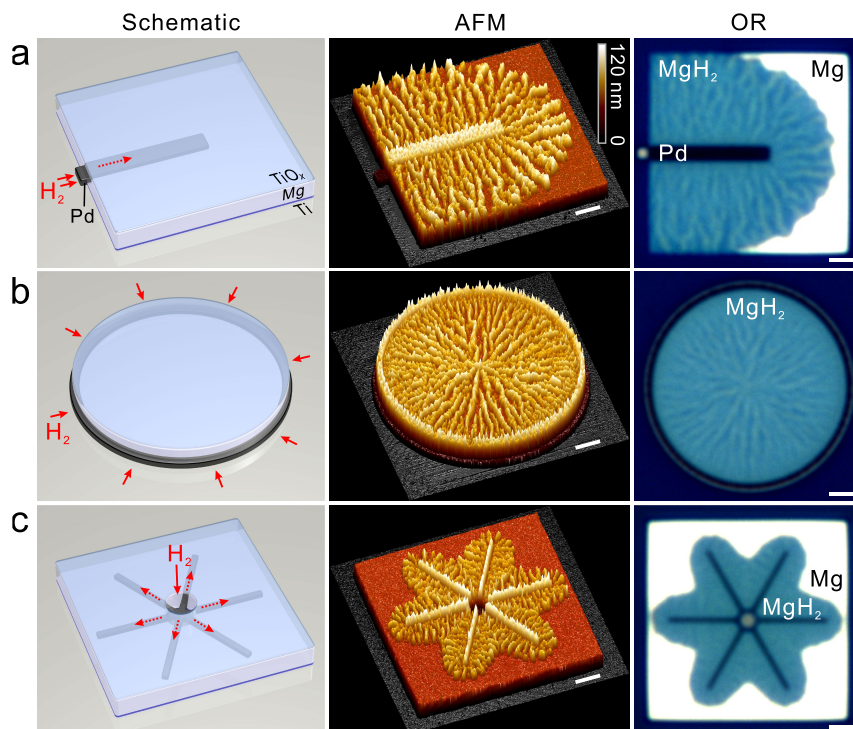 Schematic AFM OR
a
H₂
Pd
TiOₓ
Mg
Ti
120 nm
0
MgH₂
Mg
Pd
b
H₂
MgH₂
c
H₂
Mg
MgH₂